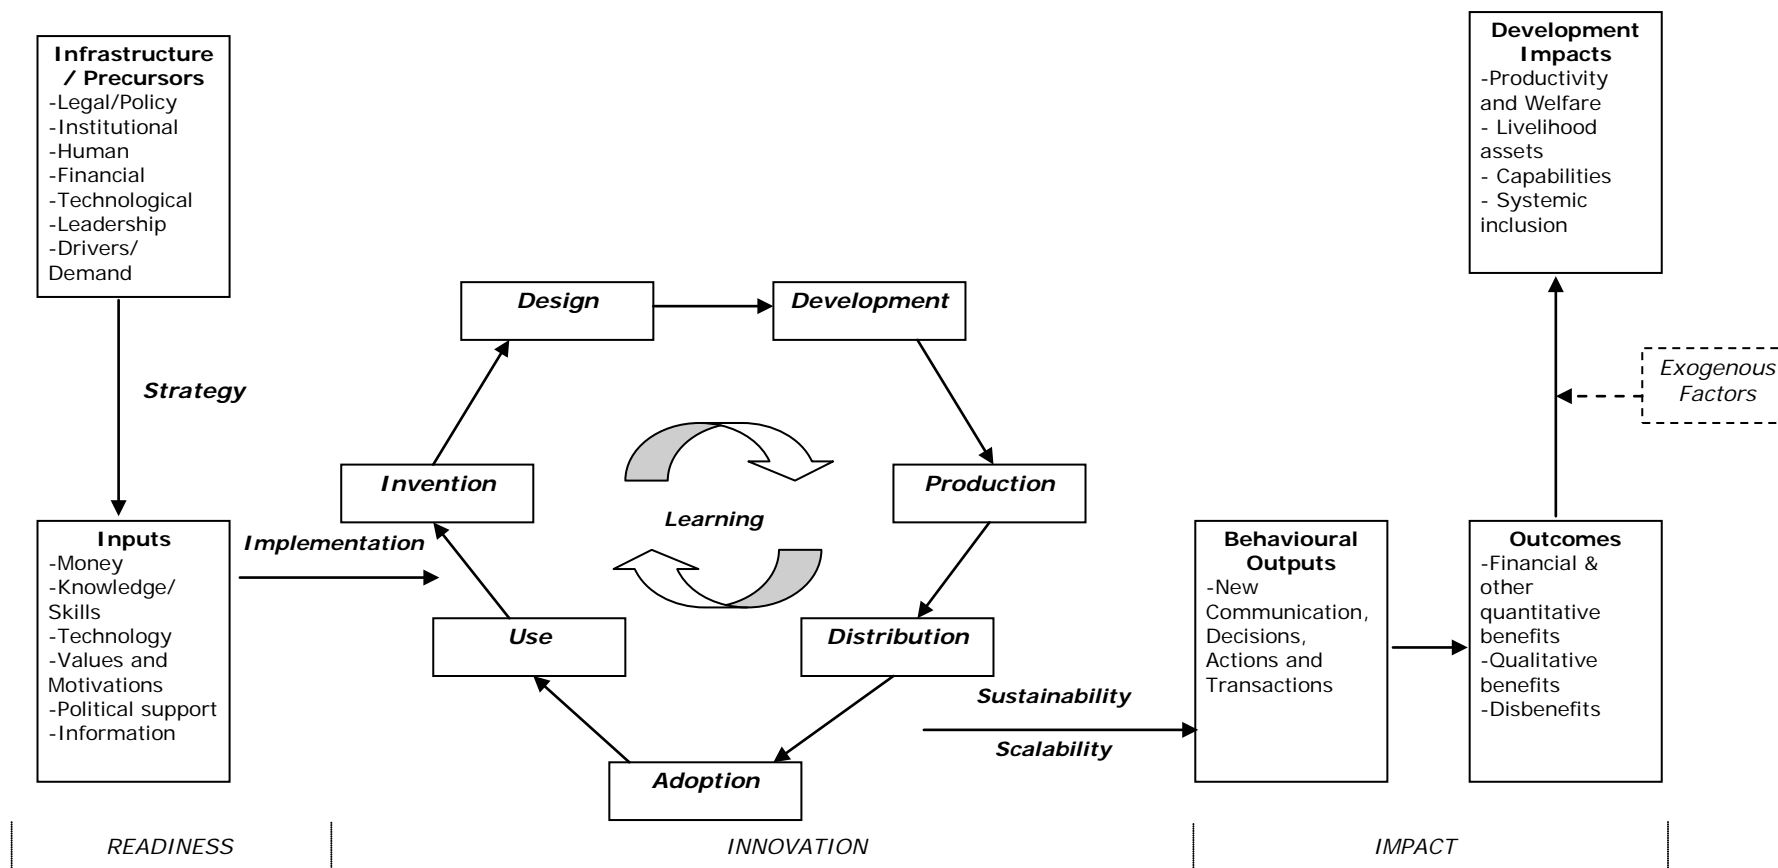 Infrastructure
/ Precursors
-Legal/Policy
-Institutional
-Human
-Financial
-Technological
-Leadership
-Drivers/
Demand
Strategy
Inputs
-Money
-Knowledge/
Skills
-Technology
-Values and
Motivations
-Political support
-Information
Implementation
Design
Development
Invention
Production
Learning
Use
Distribution
Adoption
Sustainability
Scalability
Behavioural
Outputs
-New
Communication,
Decisions,
Actions and
Transactions
Outcomes
-Financial &
other
quantitative
benefits
-Qualitative
benefits
-Disbenefits
Development
Impacts
-Productivity
and Welfare
- Livelihood
assets
- Capabilities
- Systemic
inclusion
Exogenous
Factors
READINESS
INNOVATION
IMPACT